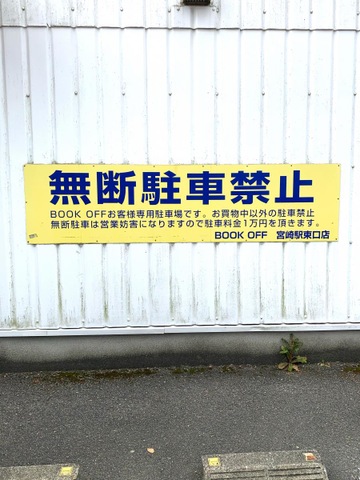 無断駐車禁止
BOOK OFFお客様専用駐車場です。お買物中以外の駐車禁止
無断駐車は営業妨害になりますので駐車料金1万円を頂きます。
BOOK OFF 宮崎駅東口店